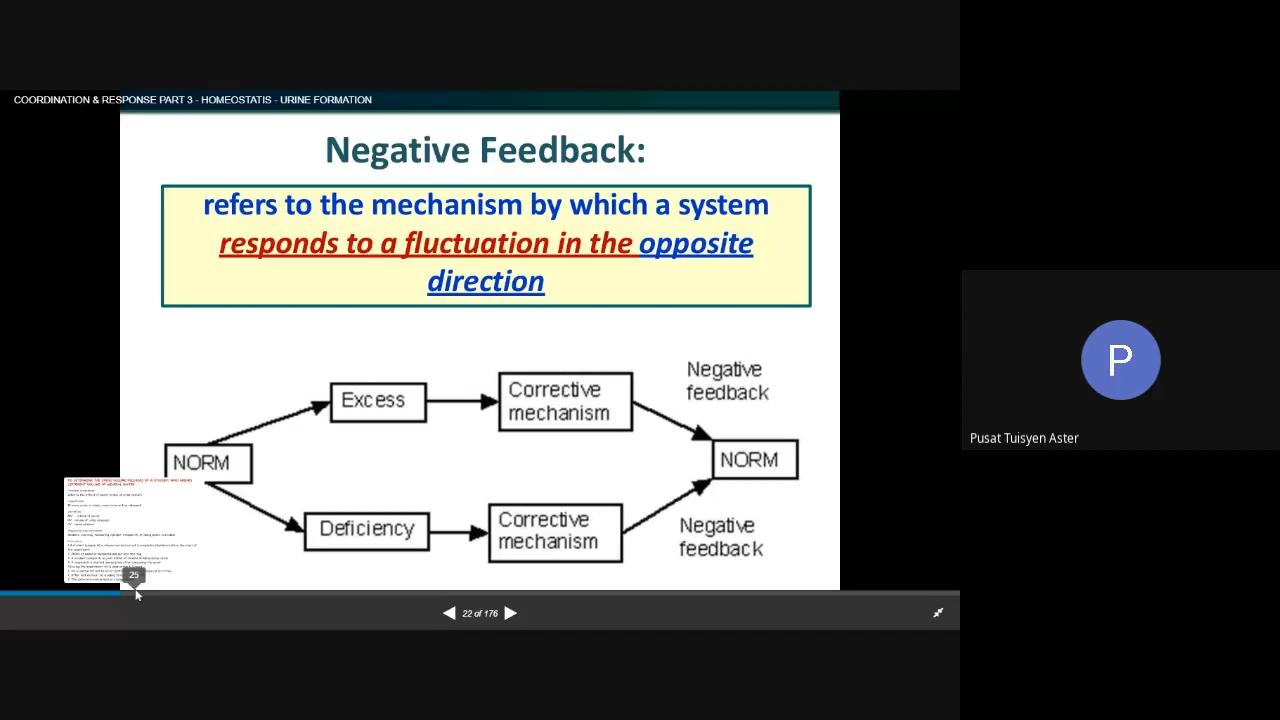 COORDINATION & RESPONSE PART 3 - HOMEOSTATIS - URINE FORMATION
Negative Feedback:
refers to the mechanism by which a system
responds to a fluctuation in the opposite
direction
Negative
feedback
Excess
Corrective
mechanism
NORM
NORM
Deficiency
Corrective
mechanism
Negative
feedback
25
22 of 176
P
Pusat Tuisyen Aster